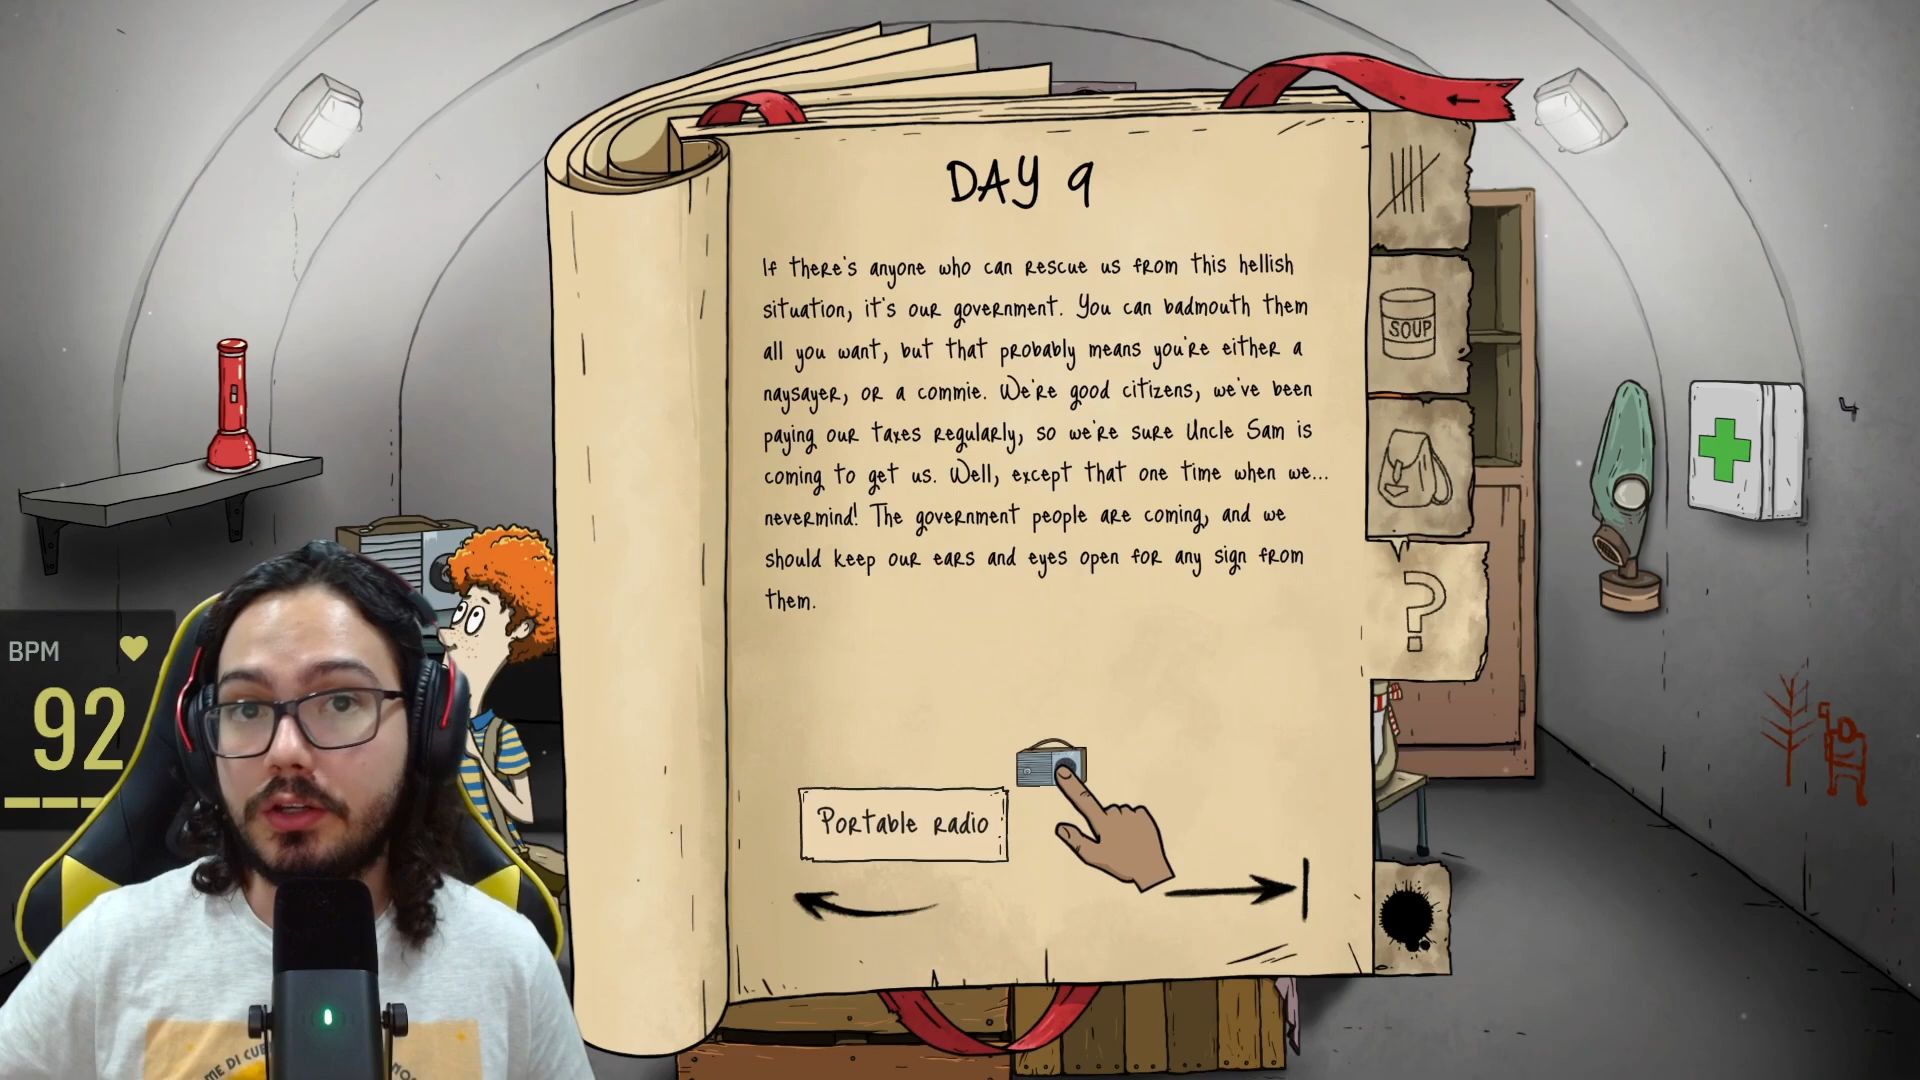 DAY 9
If there's anyone who can rescue us from this hellish
situation, it's our government. You can badmouth them
all you want, but that probably means you're either a
naysayer, or a commie. We're good citizens, we've been
paying our taxes regularly, so we're sure Uncle Sam is
coming to get us. Well, except that one time when we...
nevermind! The government people are coming, and we
should keep our ears and eyes open for any sign from
them.
Portable radio
SOUP
BPM
92
ME DI CUE